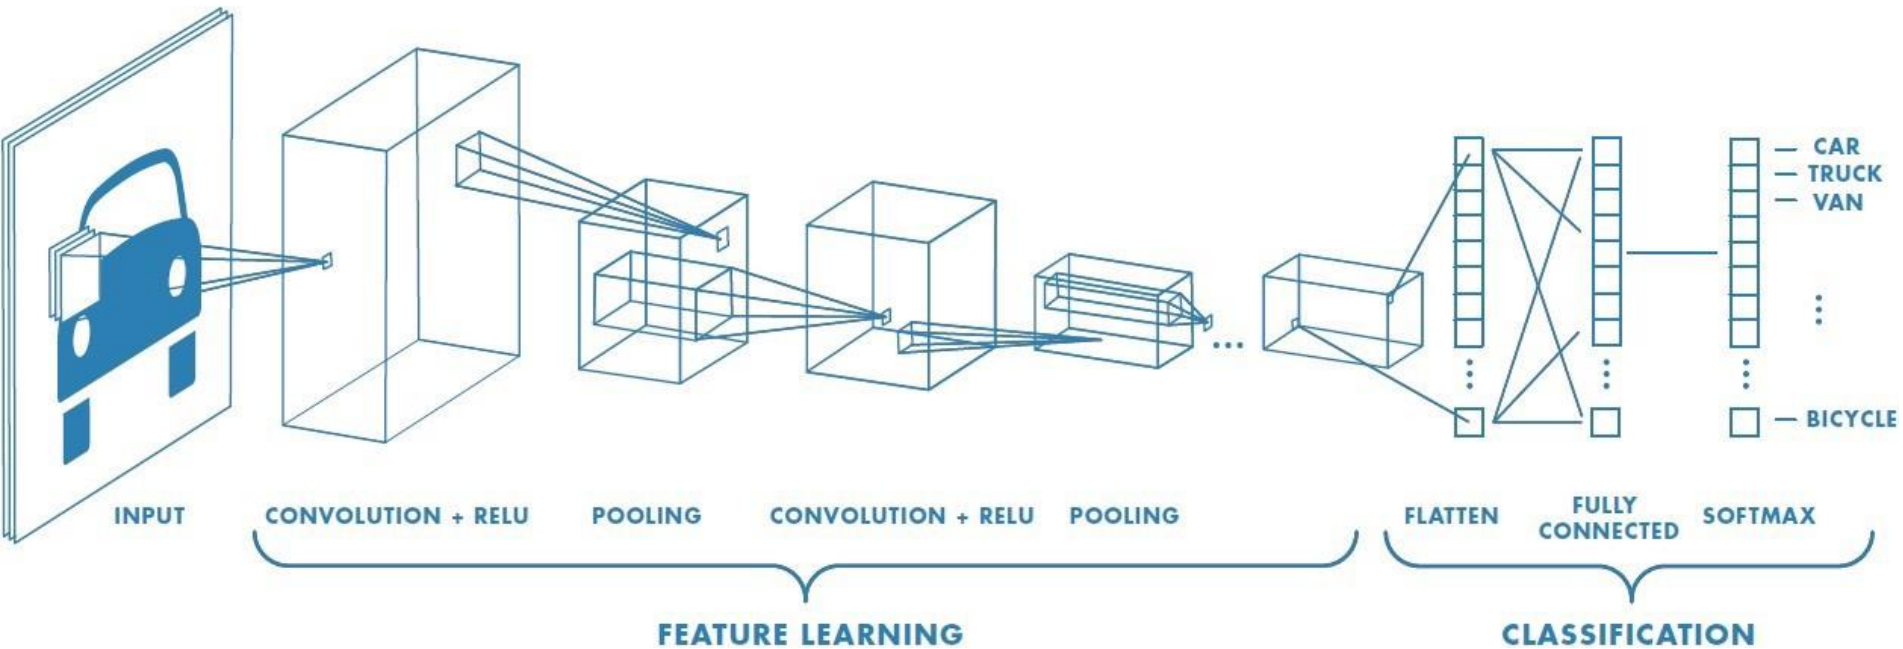 CAR
TRUCK
VAN
BICYCLE
INPUT
CONVOLUTION + RELU
POOLING
CONVOLUTION + RELU
POOLING
FLATTEN
FULLY
CONNECTED
SOFTMAX
FEATURE LEARNING
CLASSIFICATION